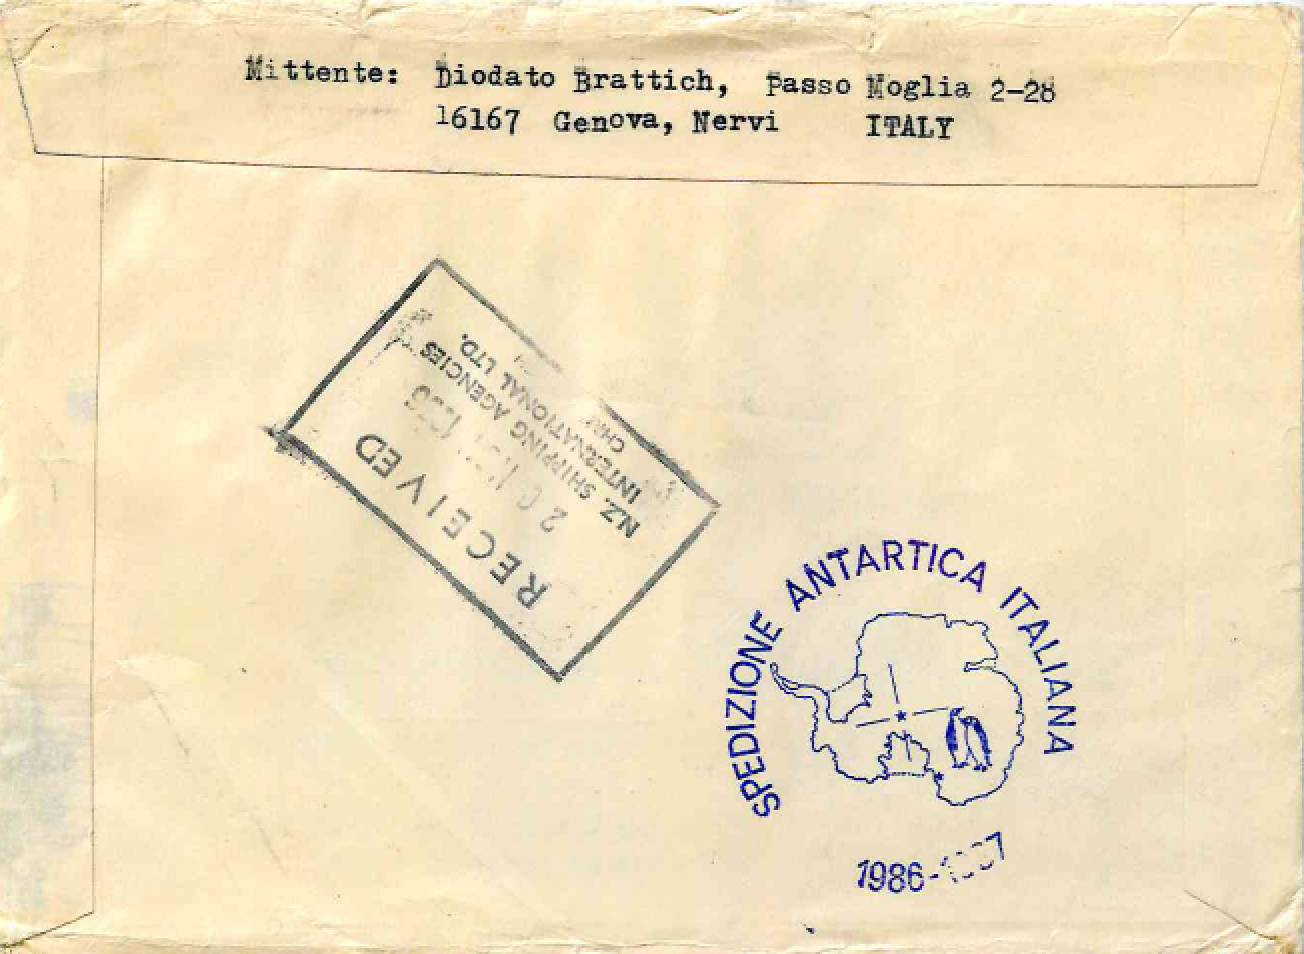 Mittente: Diodato Brattich, Passo Moglia 2-28
16167 Genova, Nervi ITALY
RECEIVED
N.Z. SHIPPING AGENCIES
INTERNATIONAL LTD.
SPEDIZIONE ANTARTICA ITALIANA
1986-